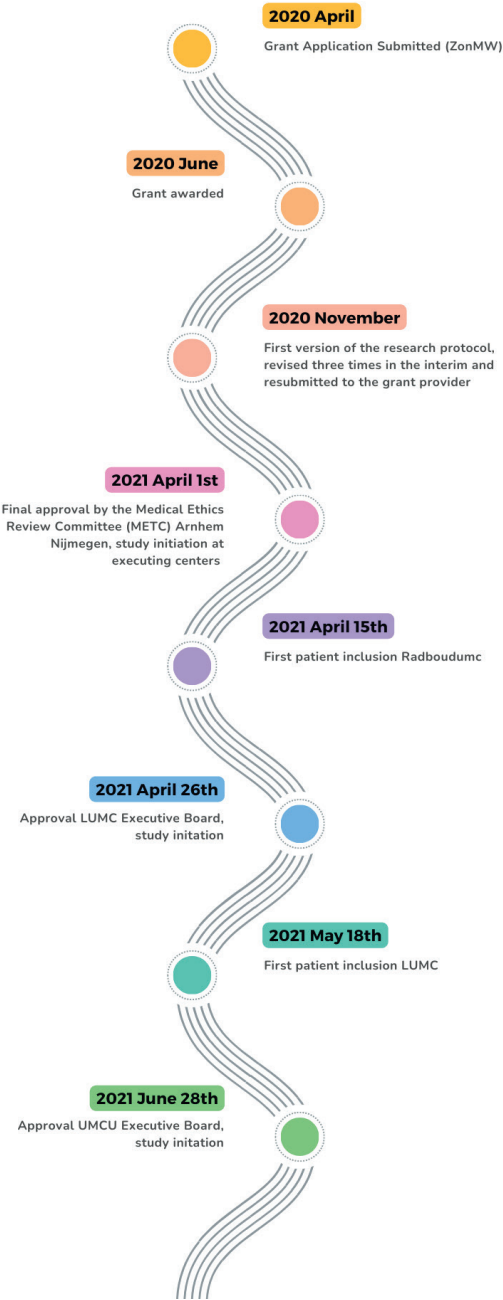 2020 April
Grant Application Submitted (ZonMW)
2020 June
Grant awarded
2020 November
First version of the research protocol,
revised three times in the interim and
resubmitted to the grant provider
2021 April 1st
Final approval by the Medical Ethics
Review Committee (METC) Arnhem
Nijmegen, study initiation at
executing centers
2021 April 15th
First patient inclusion Radboudumc
2021 April 26th
Approval LUMC Executive Board,
study initation
2021 May 18th
First patient inclusion LUMC
2021 June 28th
Approval UMCU Executive Board,
study initation